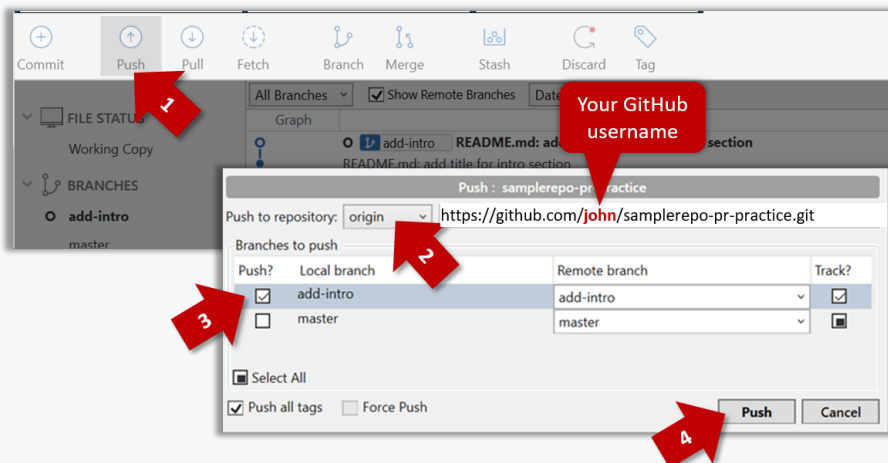 Commit Push Pull Fetch Branch Merge Stash Discard Tag
1
All Branches Show Remote Branches Date
Your GitHub
username
FILE STATUS
Graph
Working Copy
add-intro README.md: ad section
README.md: add title for intro section
BRANCHES
add-intro
master
Push : samplerepo-pr-practice
Push to repository: origin https://github.com/john/samplerepo-pr-practice.git
2
Branches to push
Push? Local branch Remote branch Track?
add-intro add-intro
3
master master
Select All
Push all tags Force Push
Push Cancel
4